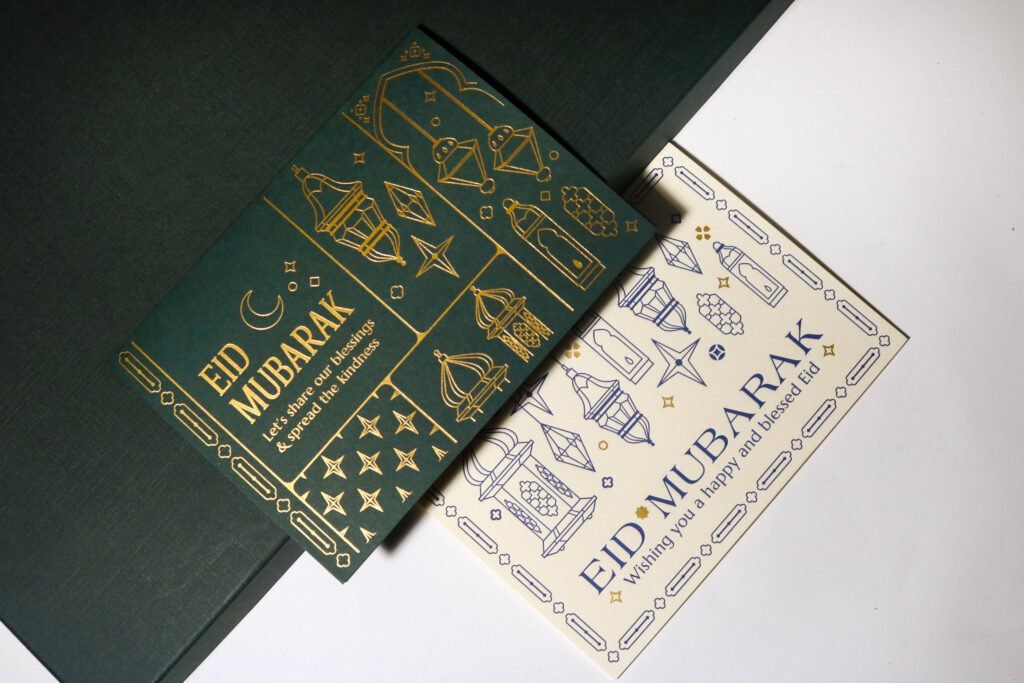 EID
MUBARAK
Let's share our blessings
& spread the kindness
EID MUBARAK
Wishing you a happy and blessed Eid